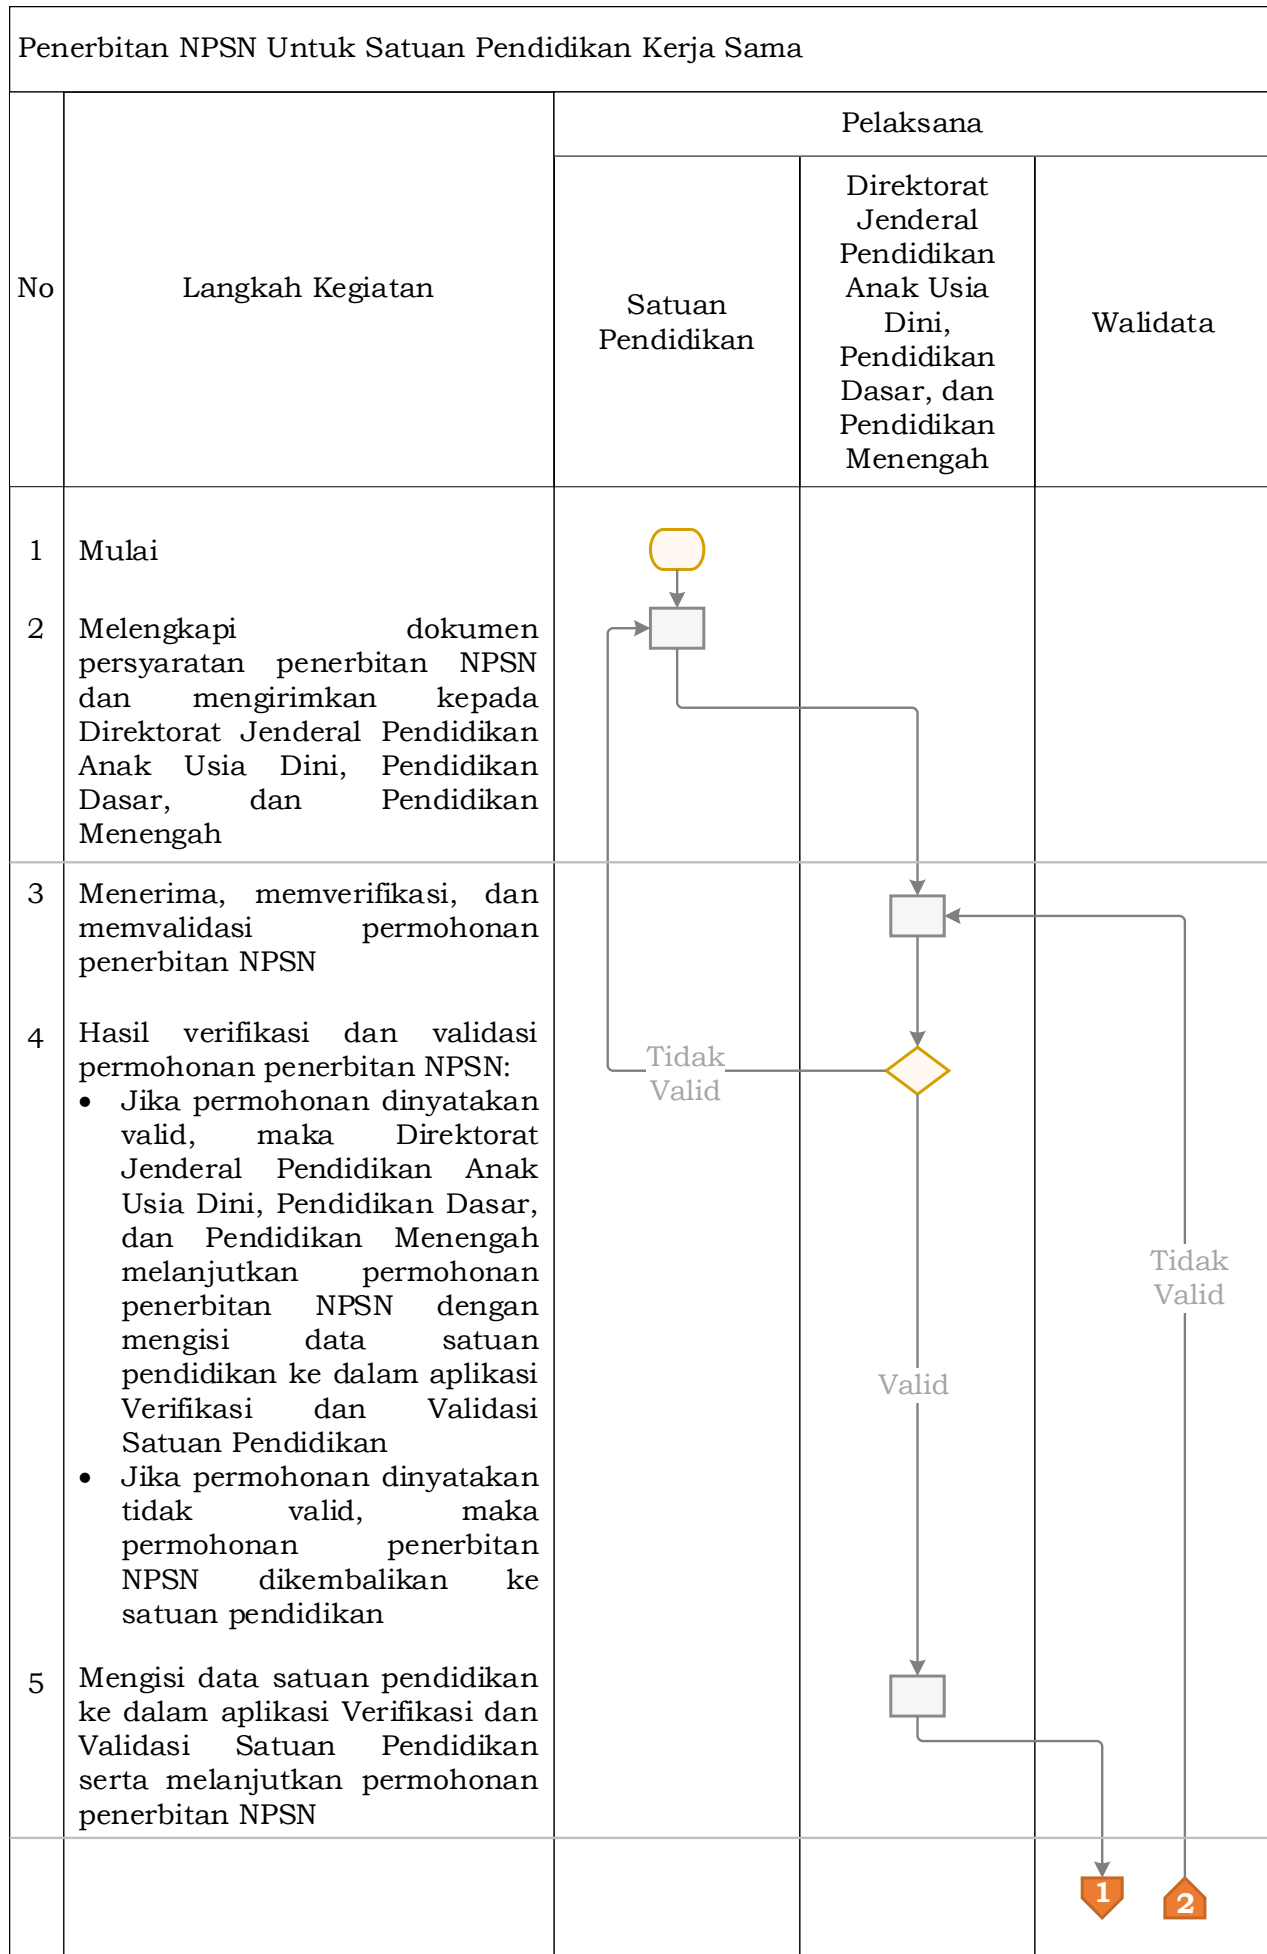 Penerbitan NPSN Untuk Satuan Pendidikan Kerja Sama
No
Langkah Kegiatan
Pelaksana
Satuan
Pendidikan
Direktorat
Jenderal
Pendidikan
Anak Usia
Dini,
Pendidikan
Dasar, dan
Pendidikan
Menengah
Walidata
1 Mulai
2 Melengkapi dokumen
persyaratan penerbitan NPSN
dan mengirimkan kepada
Direktorat Jenderal Pendidikan
Anak Usia Dini, Pendidikan
Dasar, dan Pendidikan
Menengah
3 Menerima, memverifikasi, dan
memvalidasi permohonan
penerbitan NPSN
4 Hasil verifikasi dan validasi
permohonan penerbitan NPSN:
• Jika permohonan dinyatakan
valid, maka Direktorat
Jenderal Pendidikan Anak
Usia Dini, Pendidikan Dasar,
dan Pendidikan Menengah
melanjutkan permohonan
penerbitan NPSN dengan
mengisi data satuan
pendidikan ke dalam aplikasi
Verifikasi dan Validasi
Satuan Pendidikan
• Jika permohonan dinyatakan
tidak valid, maka
permohonan penerbitan
NPSN dikembalikan ke
satuan pendidikan
Tidak
Valid
Valid
Tidak
Valid
5 Mengisi data satuan pendidikan
ke dalam aplikasi Verifikasi dan
Validasi Satuan Pendidikan
serta melanjutkan permohonan
penerbitan NPSN
1
2